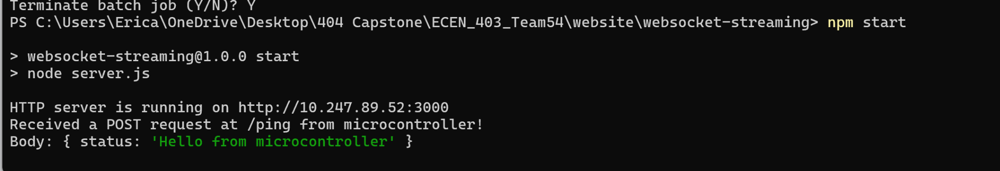 Terminate batch job (Y/N)? Y
PS C:\Users\Erica\OneDrive\Desktop\404 Capstone\ECEN_403_Team54\website\websocket-streaming> npm start
> websocket-streaming@1.0.0 start
> node server.js
HTTP server is running on http://10.247.89.52:3000
Received a POST request at /ping from microcontroller!
Body: { status: 'Hello from microcontroller' }